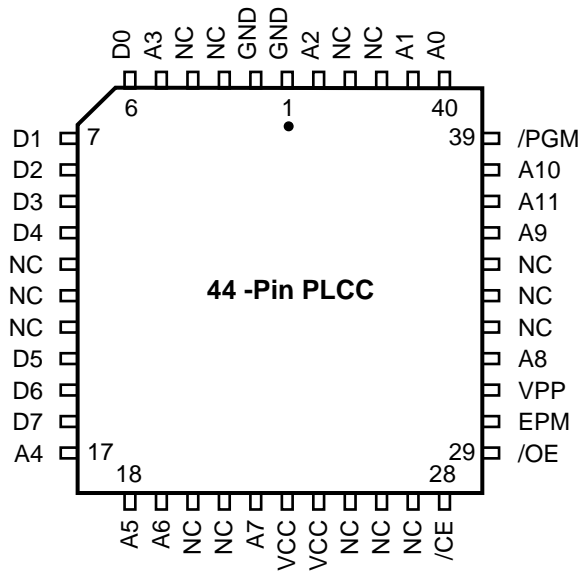 D0 A3 NC NC GND GND A2 NC NC A1 A0
6 1 40
D1 7 39 /PGM
D2 A10
D3 A11
D4 A9
NC NC
NC 44 -Pin PLCC NC
NC NC
D5 A8
D6 VPP
D7 EPM
A4 17 29 /OE
18 28
A5 A6 NC NC A7 VCC VCC NC NC NC /CE